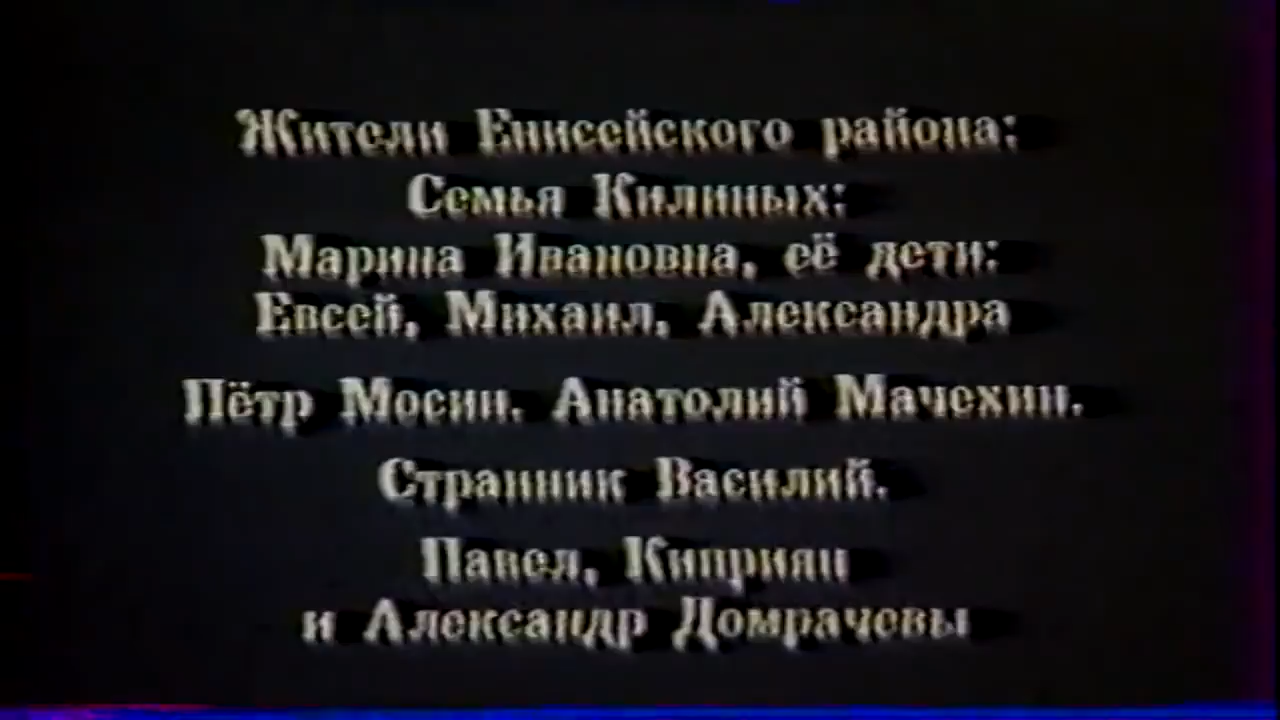 Жители Енисейского района:
Семья Килиных:
Марина Ивановна, её дети:
Евсей, Михаил, Александра
Пётр Мосин. Анатолий Мачехин.
Странник Василий.
Павел, Киприян
и Александр Домрачевы